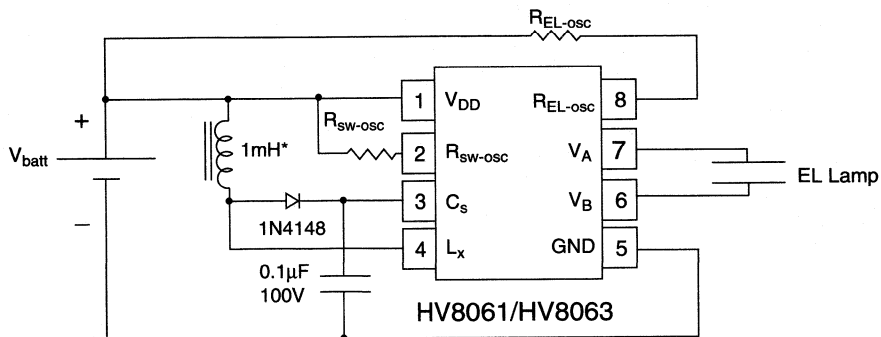 R_EL-osc
+
V_batt
−
1mH*
R_sw-osc
1N4148
0.1µF
100V
1 V_DD
2 R_sw-osc
3 C_s
4 L_x
R_EL-osc 8
V_A 7
V_B 6
GND 5
EL Lamp
HV8061/HV8063